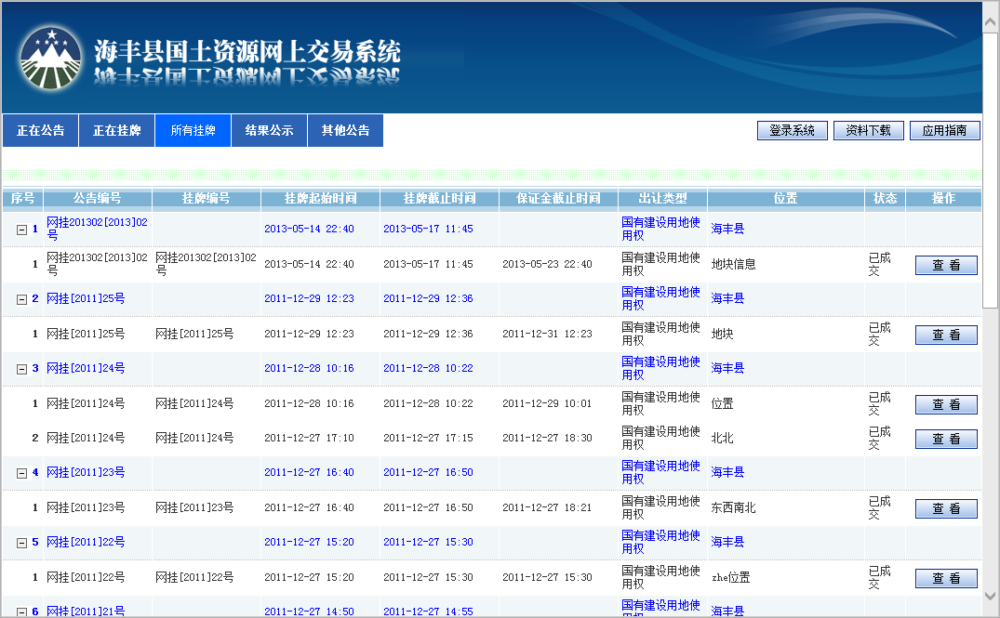 海丰县国土资源网上交易系统
正在公告 正在挂牌 所有挂牌 结果公示 其他公告 登录系统 资料下载 应用指南
序号 公告编号 挂牌编号 挂牌起始时间 挂牌截止时间 保证金截止时间 出让类型 位置 状态 操作
1 网挂201302[2013]02号 2013-05-14 22:40 2013-05-17 11:45 国有建设用地使用权 海丰县
1 网挂201302[2013]02号 网挂201302[2013]02号 2013-05-14 22:40 2013-05-17 11:45 2013-05-23 22:40 国有建设用地使用权 地块信息 已成交 查 看
2 网挂[2011]25号 2011-12-29 12:23 2011-12-29 12:36 国有建设用地使用权 海丰县
1 网挂[2011]25号 网挂[2011]25号 2011-12-29 12:23 2011-12-29 12:36 2011-12-31 12:23 国有建设用地使用权 地块 已成交 查 看
3 网挂[2011]24号 2011-12-28 10:16 2011-12-28 10:22 国有建设用地使用权 海丰县
1 网挂[2011]24号 网挂[2011]24号 2011-12-28 10:16 2011-12-28 10:22 2011-12-29 10:01 国有建设用地使用权 位置 已成交 查 看
2 网挂[2011]24号 网挂[2011]24号 2011-12-27 17:10 2011-12-27 17:15 2011-12-27 18:30 国有建设用地使用权 北北 已成交 查 看
4 网挂[2011]23号 2011-12-27 16:40 2011-12-27 16:50 国有建设用地使用权 海丰县
1 网挂[2011]23号 网挂[2011]23号 2011-12-27 16:40 2011-12-27 16:50 2011-12-27 18:21 国有建设用地使用权 东西南北 已成交 查 看
5 网挂[2011]22号 2011-12-27 15:20 2011-12-27 15:30 国有建设用地使用权 海丰县
1 网挂[2011]22号 网挂[2011]22号 2011-12-27 15:20 2011-12-27 15:30 2011-12-27 15:30 国有建设用地使用权 zhe位置 已成交 查 看
6 网挂[2011]21号 2011-12-27 14:50 2011-12-27 14:55 国有建设用地使用权 海丰县